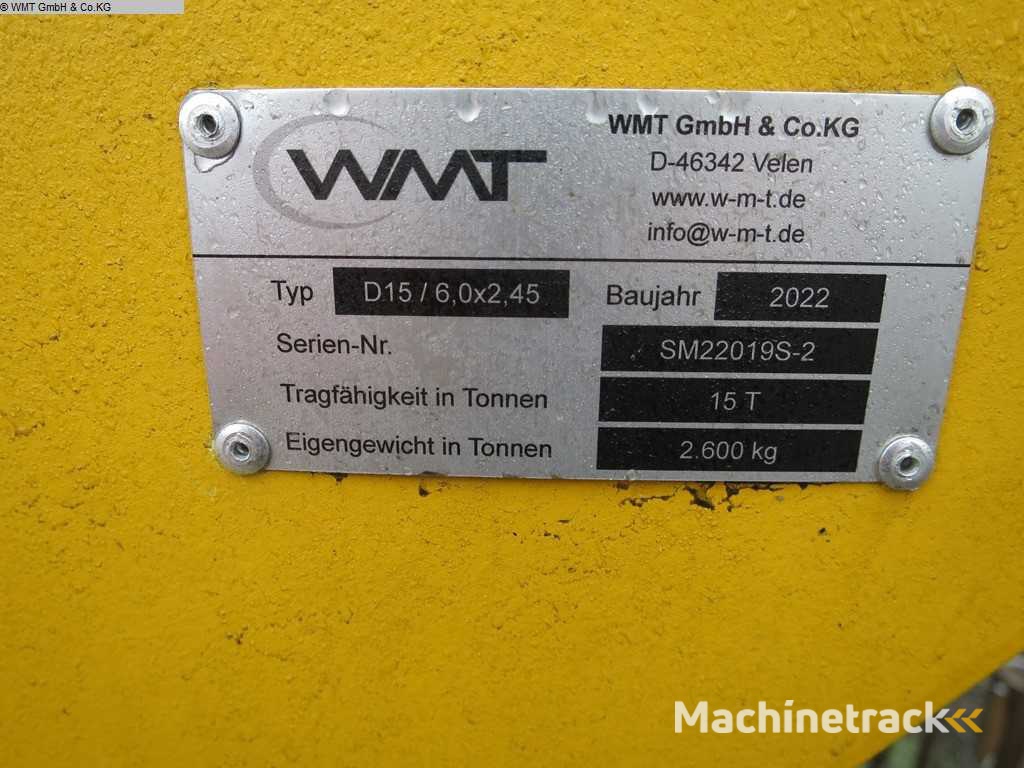 © WMT GmbH & Co.KG
WMT
WMT GmbH & Co.KG
D-46342 Velen
www.w-m-t.de
info@w-m-t.de
Typ D15 / 6,0x2,45 Baujahr 2022
Serien-Nr. SM22019S-2
Tragfähigkeit in Tonnen 15 T
Eigengewicht in Tonnen 2.600 kg
Machinetrack